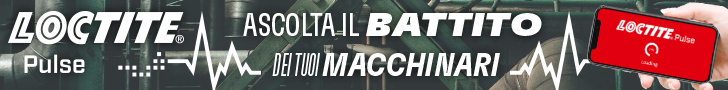 LOCTITE®
Pulse
ASCOLTA IL BATTITO
DEI TUOI MACCHINARI
LOCTITE® Pulse
Loading